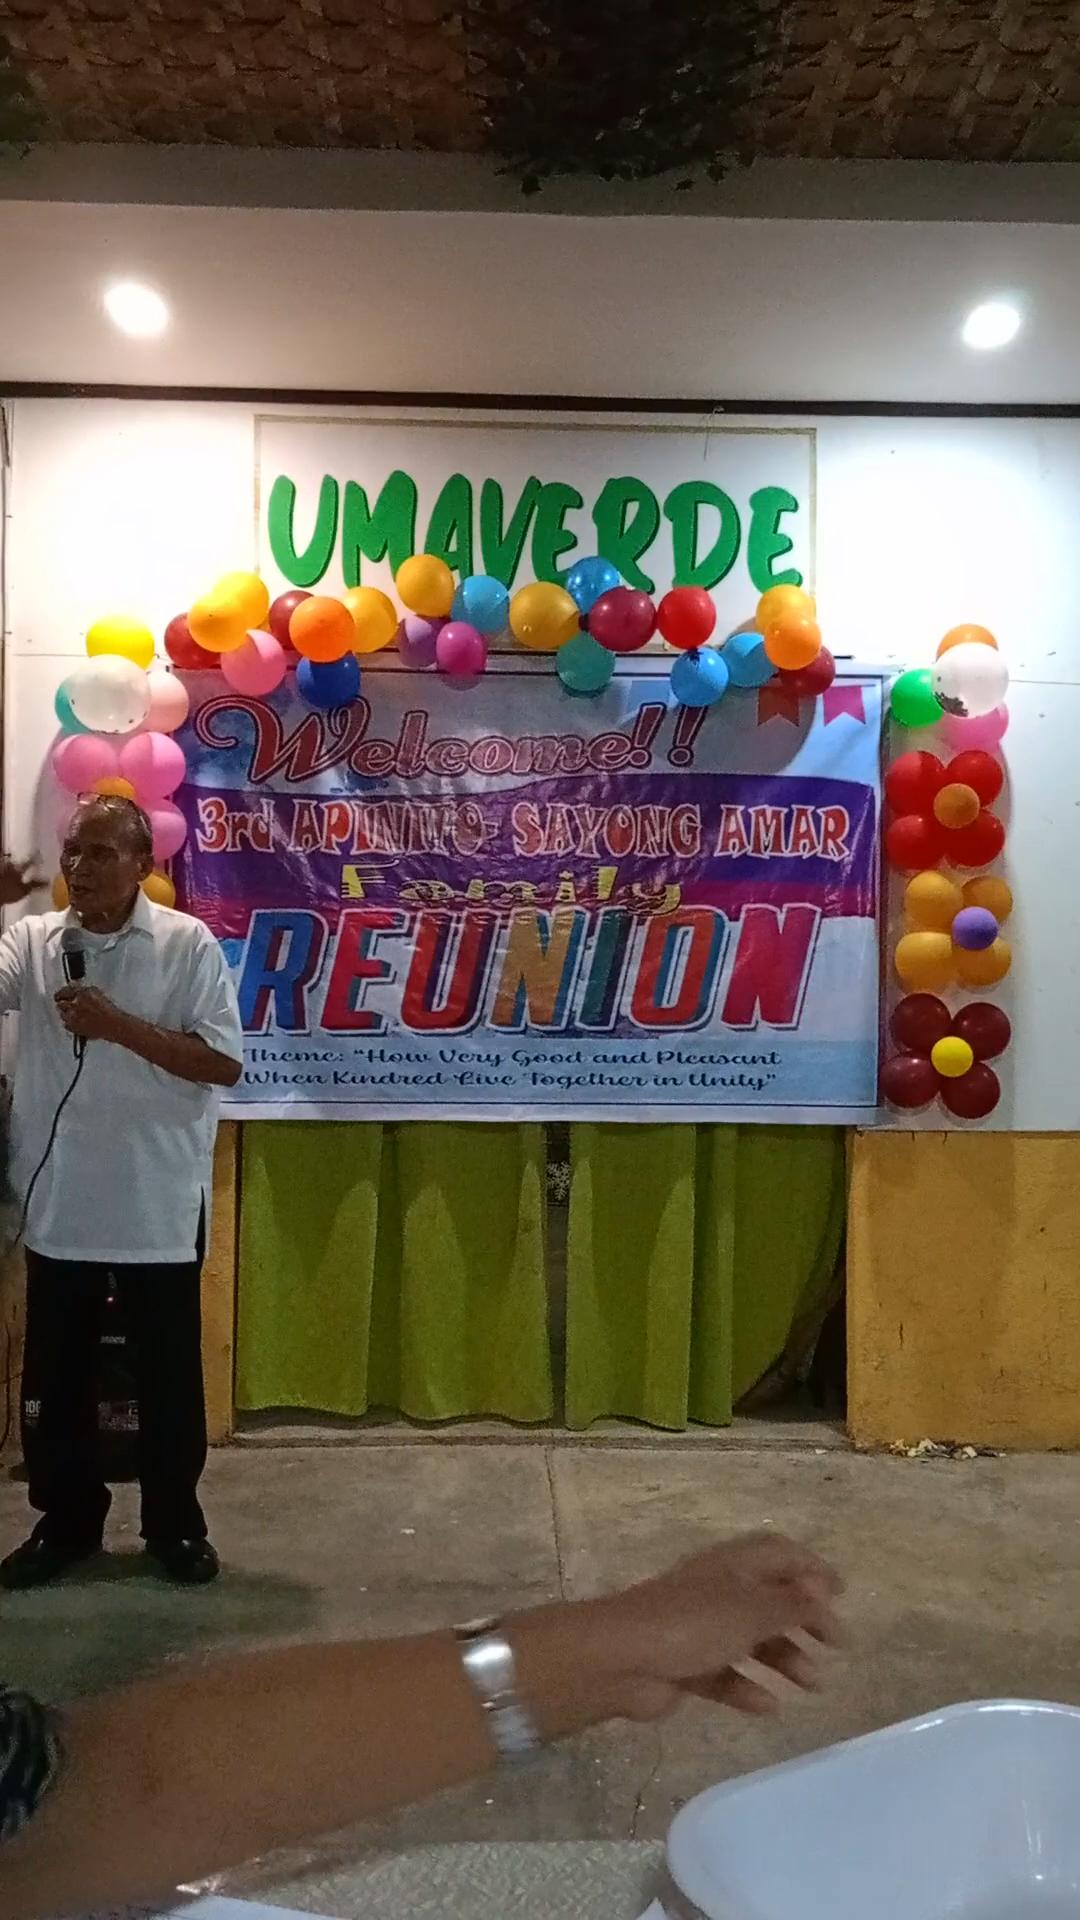 UMAVERDE
Welcome!!
3rd APINITO- SAYONG AMAR
Family
REUNION
Theme: "How Very Good and Pleasant
When Kindred Live Together in Unity"